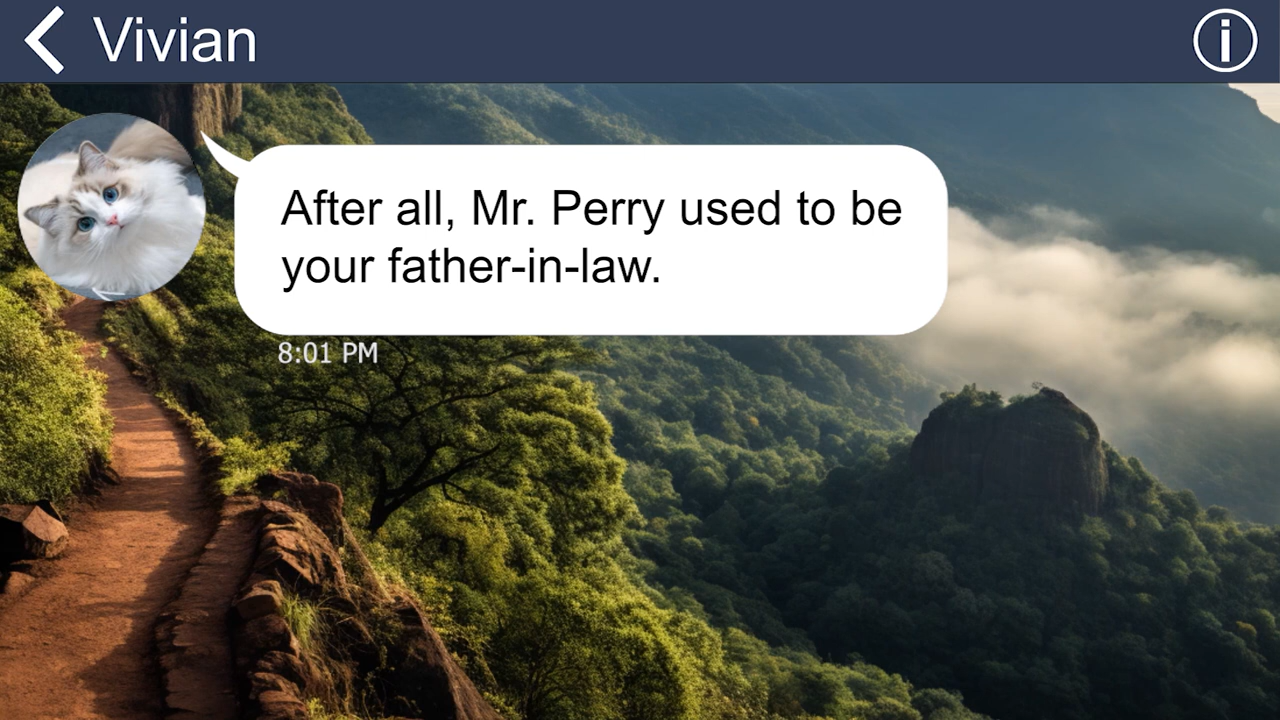 Vivian
After all, Mr. Perry used to be
your father-in-law.
8:01 PM